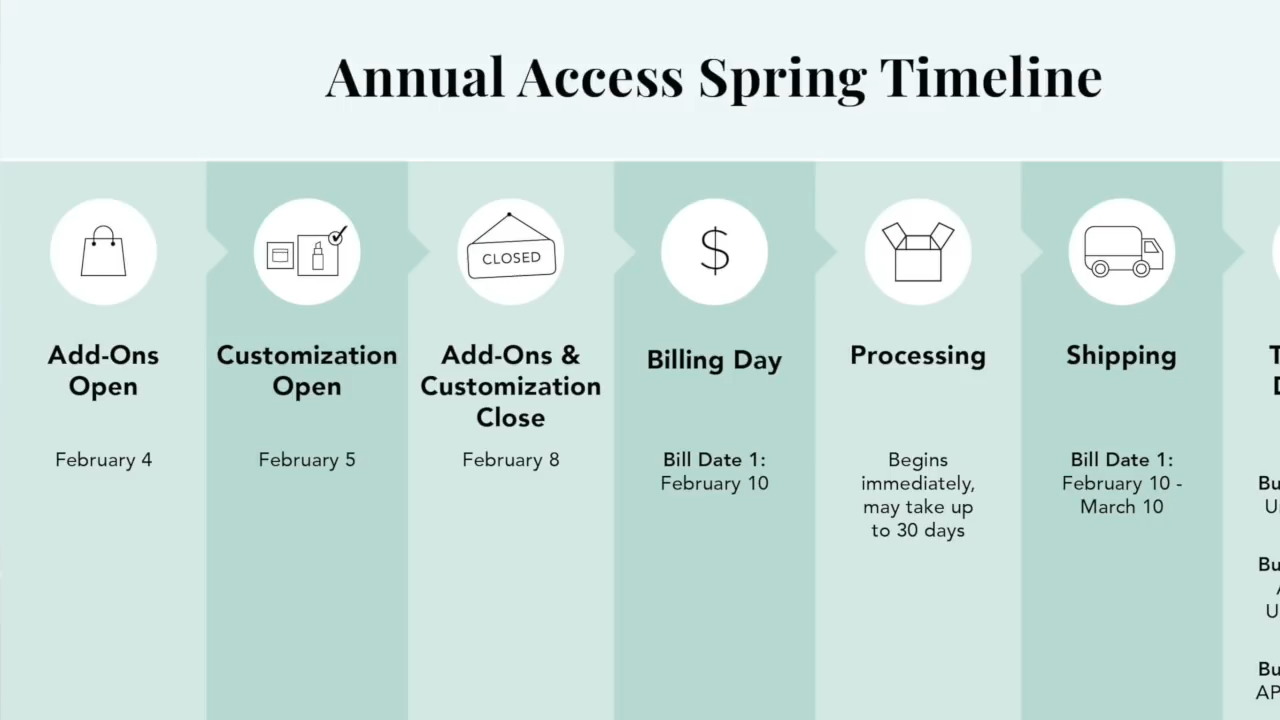 Annual Access Spring Timeline
CLOSED
Add-Ons
Open
February 4
Customization
Open
February 5
Add-Ons &
Customization
Close
February 8
Billing Day
Bill Date 1:
February 10
Processing
Begins
immediately,
may take up
to 30 days
Shipping
Bill Date 1:
February 10 -
March 10